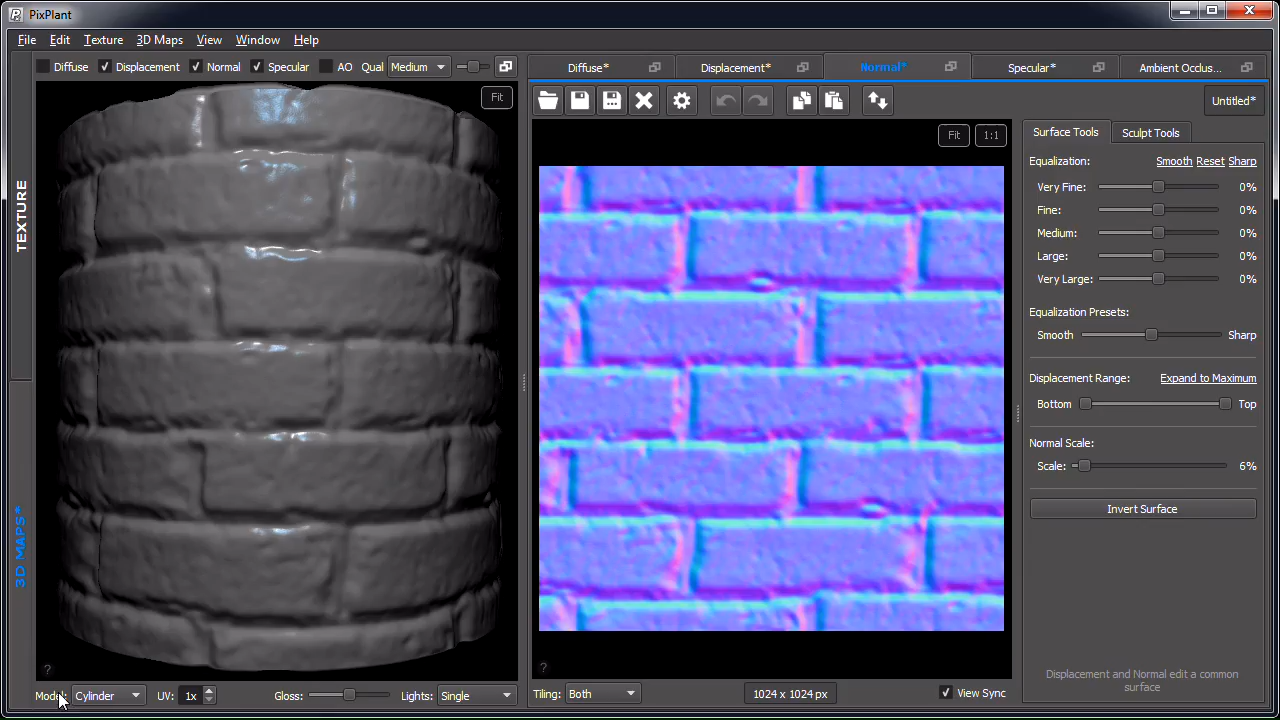 PixPlant
File Edit Texture 3D Maps View Window Help
Diffuse Displacement Normal Specular AO Qual Medium
Diffuse* Displacement* Normal* Specular* Ambient Occlus...
Fit
Fit 1:1
Untitled*
TEXTURE
3D MAPS*
Surface Tools Sculpt Tools
Equalization: Smooth Reset Sharp
Very Fine: 0%
Fine: 0%
Medium: 0%
Large: 0%
Very Large: 0%
Equalization Presets:
Smooth Sharp
Displacement Range: Expand to Maximum
Bottom Top
Normal Scale:
Scale: 6%
Invert Surface
Displacement and Normal edit a common
surface
?
?
Model: Cylinder UV: 1x Gloss: Lights: Single
Tiling: Both 1024 x 1024 px View Sync